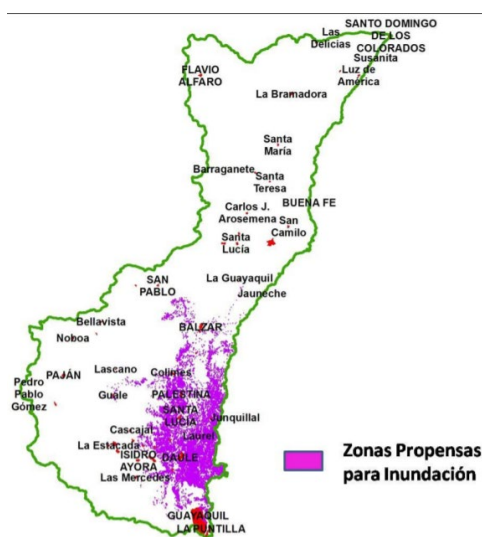 SANTO DOMINGO
DE LOS
COLORADOS
Las
Delicias
Susanita
Luz de
América
FLAVIO
ALFARO
La Bramadora
Santa
María
Barraganete
Santa
Teresa
Carlos J.
Arosemena
BUENA FE
San
Camilo
Santa
Lucía
La Guayaquil
SAN
PABLO
Jauneche
Bellavista
BALZAR
Noboa
Lascano
Colimes
PAJÁN
Pedro
Pablo
Gómez
Guale
PALESTINA
SANTA
LUCÍA
Junquillal
Cascajal
Laurel
La Estacada
ISIDRO
AYORA
DAULE
Las Mercedes
GUAYAQUIL
LA PUNTILLA
Zonas Propensas
para Inundación